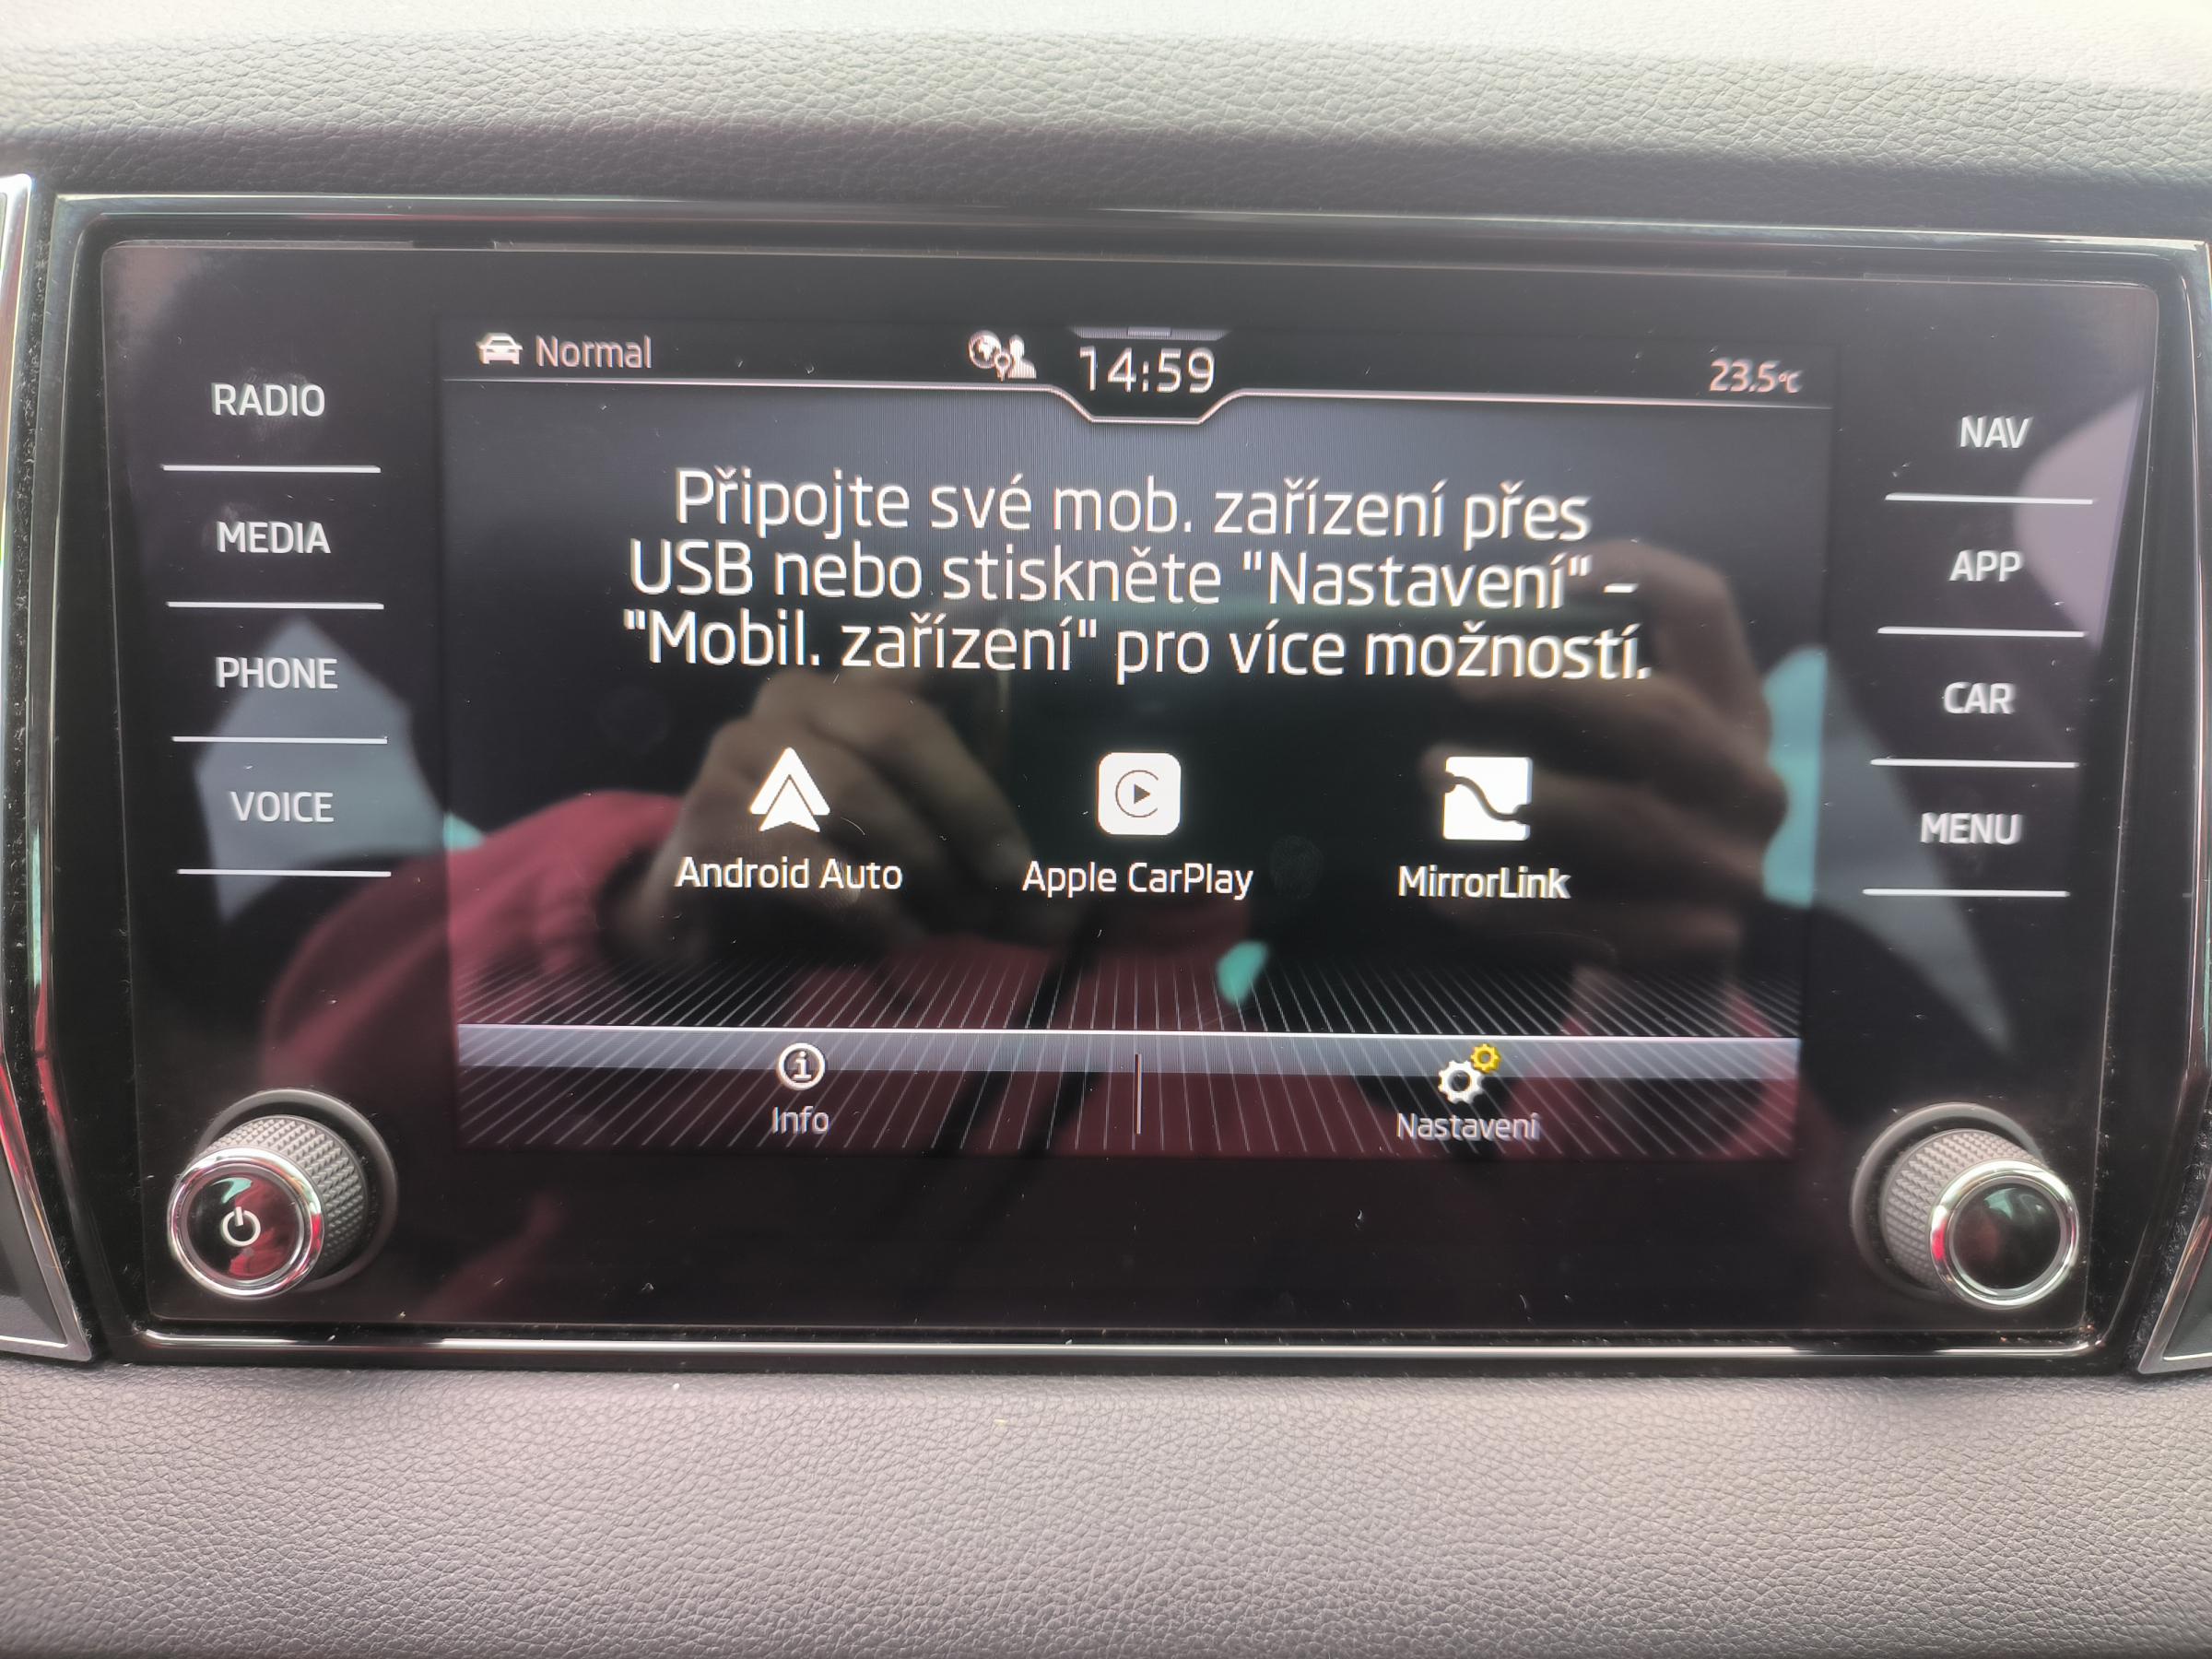 Normal
14:59
23.5°C
RADIO
MEDIA
PHONE
VOICE
NAV
APP
CAR
MENU
Připojte své mob. zařízení přes
USB nebo stiskněte "Nastavení" –
"Mobil. zařízení" pro více možností.
Android Auto
Apple CarPlay
MirrorLink
Info
Nastavení